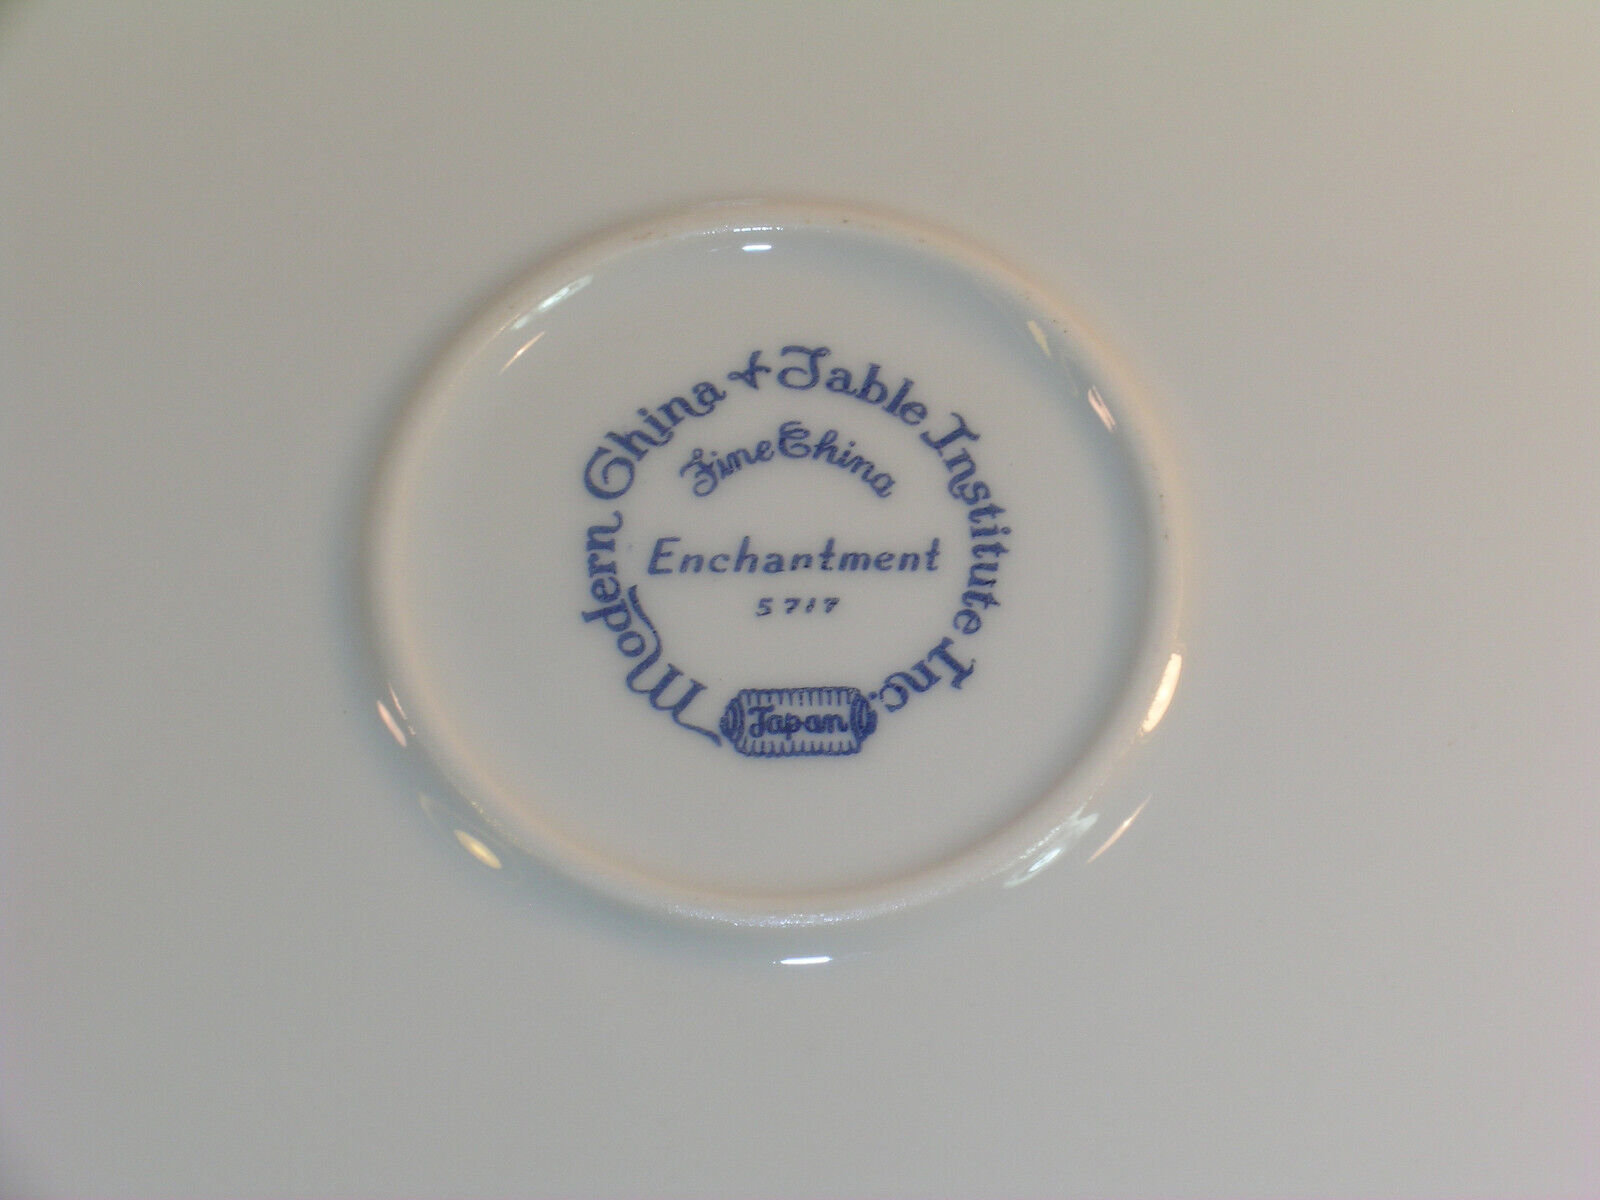 Modern China & Table Institute Inc.
Fine China
Enchantment
5717
Japan